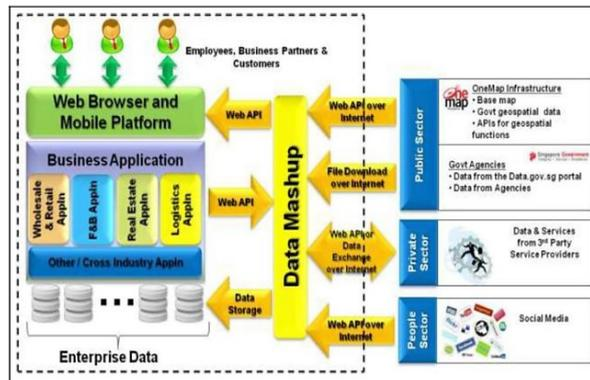 Employees, Business Partners &
Customers
Web Browser and
Mobile Platform
Business Application
Wholesale
& Retail
Appln
F&B Appln
Real Estate
Appln
Logistics
Appln
Other / Cross Industry Appln
Enterprise Data
Web API
Web API
Data
Storage
Data Mashup
Web API over
Internet
File Download
over Internet
Web API or
Data
Exchange
over Internet
Web API over
Internet
Public Sector
one
map
OneMap Infrastructure
• Base map
• Govt geospatial data
• APIs for geospatial
functions
Singapore Government
Govt Agencies
• Data from the Data.gov.sg portal
• Data from Agencies
Private
Sector
Data & Services
from 3rd Party
Service Providers
People
Sector
Social Media